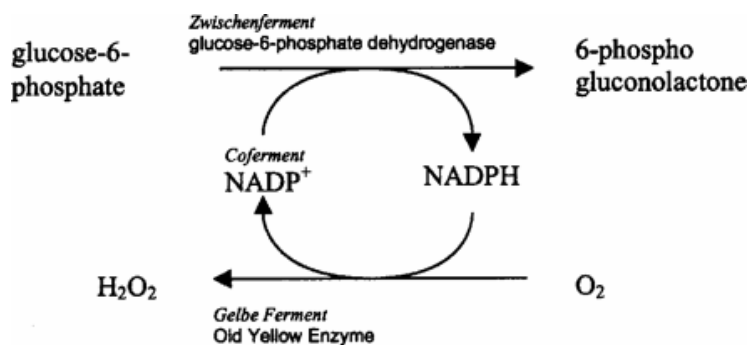 Zwischenferment
glucose-6-phosphate dehydrogenase
glucose-6-
phosphate
6-phospho
gluconolactone
Coferment
NADP⁺
NADPH
H₂O₂
O₂
Gelbe Ferment
Old Yellow Enzyme